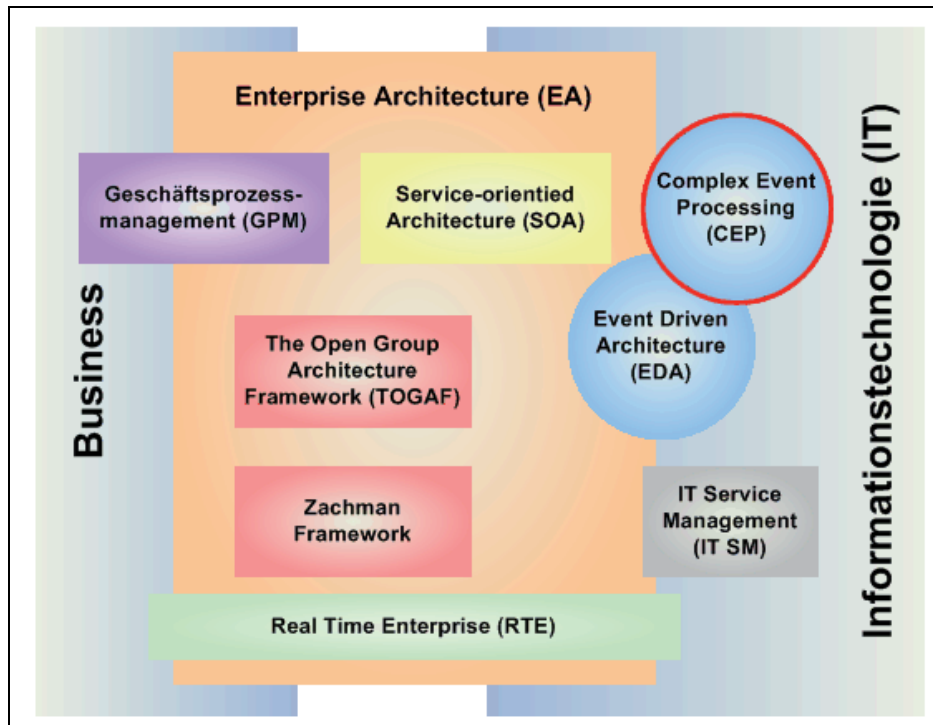 Enterprise Architecture (EA)
Business
Informationstechnologie (IT)
Geschäftsprozess-
management (GPM)
Service-orientied
Architecture (SOA)
Complex Event
Processing
(CEP)
Event Driven
Architecture
(EDA)
The Open Group
Architecture
Framework (TOGAF)
Zachman
Framework
IT Service
Management
(IT SM)
Real Time Enterprise (RTE)